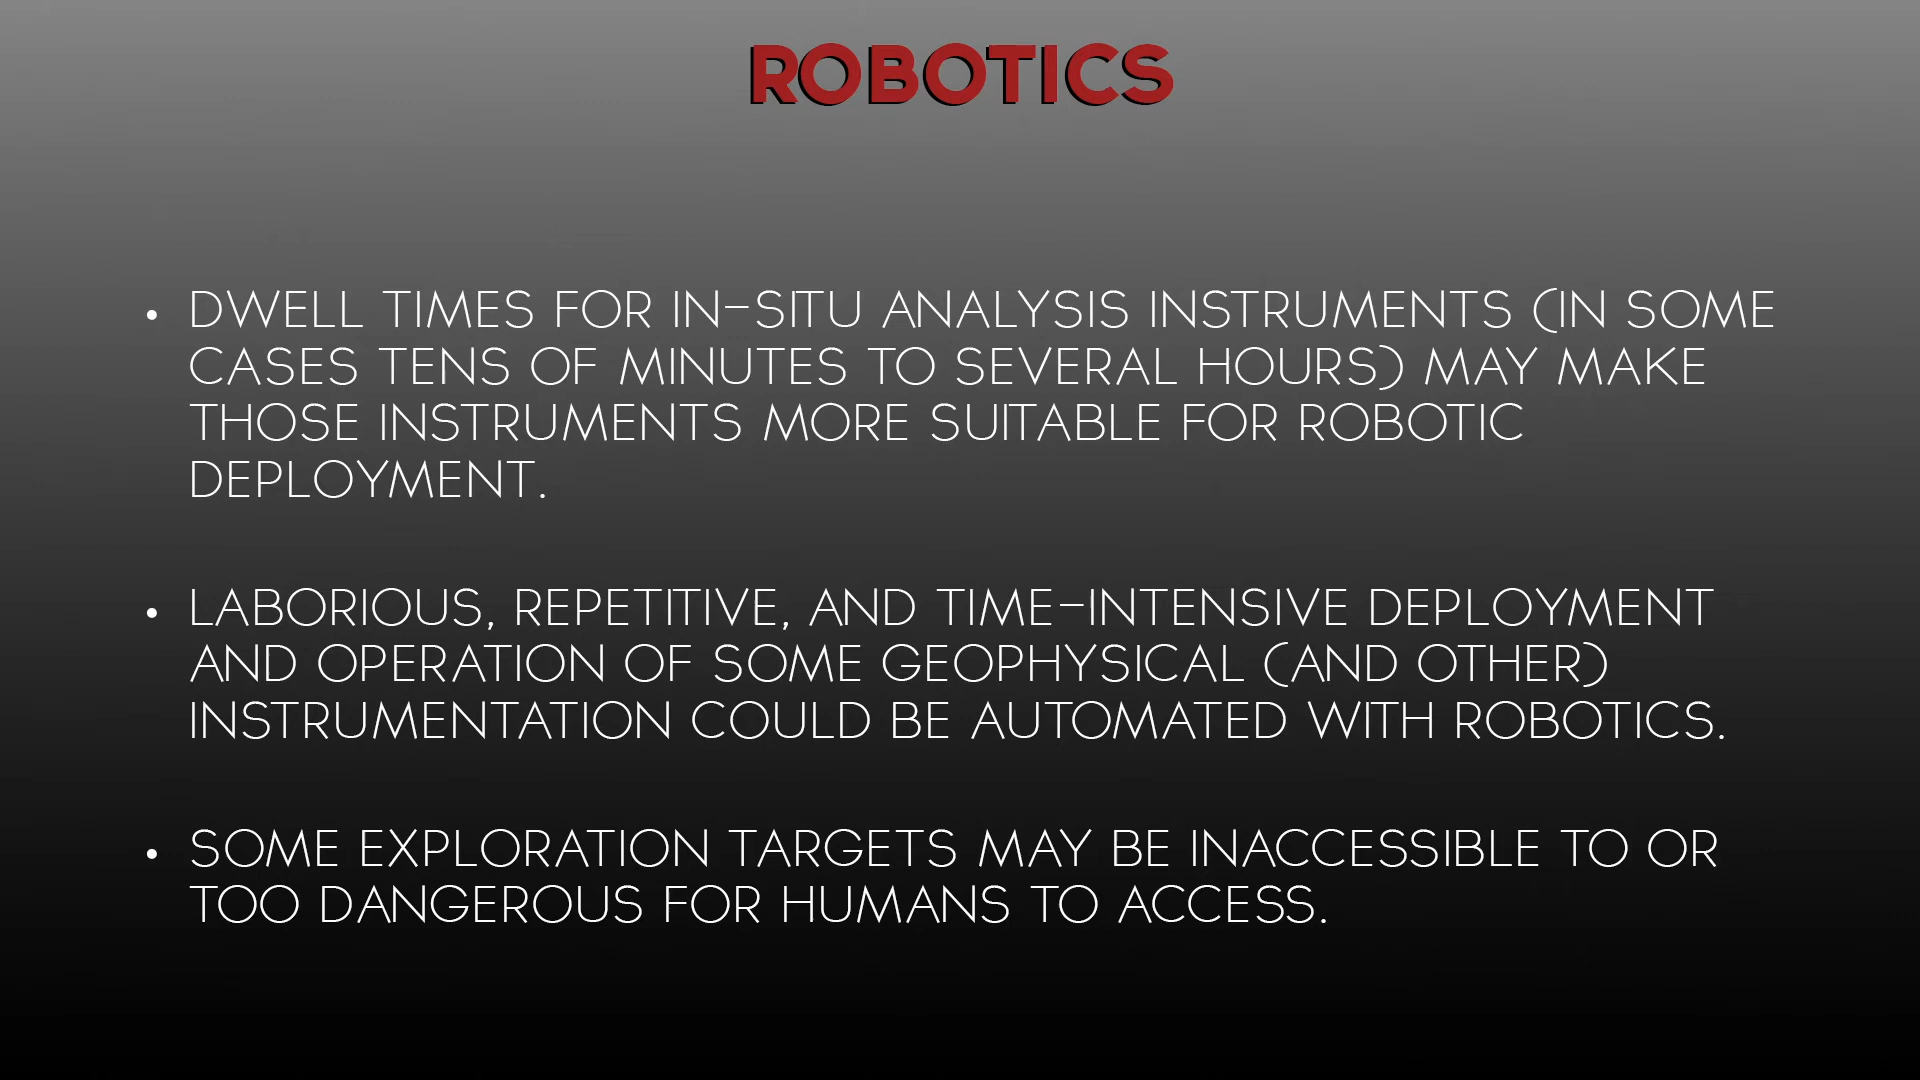 ROBOTICS
• DWELL TIMES FOR IN-SITU ANALYSIS INSTRUMENTS (IN SOME
CASES TENS OF MINUTES TO SEVERAL HOURS) MAY MAKE
THOSE INSTRUMENTS MORE SUITABLE FOR ROBOTIC
DEPLOYMENT.
• LABORIOUS, REPETITIVE, AND TIME-INTENSIVE DEPLOYMENT
AND OPERATION OF SOME GEOPHYSICAL (AND OTHER)
INSTRUMENTATION COULD BE AUTOMATED WITH ROBOTICS.
• SOME EXPLORATION TARGETS MAY BE INACCESSIBLE TO OR
TOO DANGEROUS FOR HUMANS TO ACCESS.